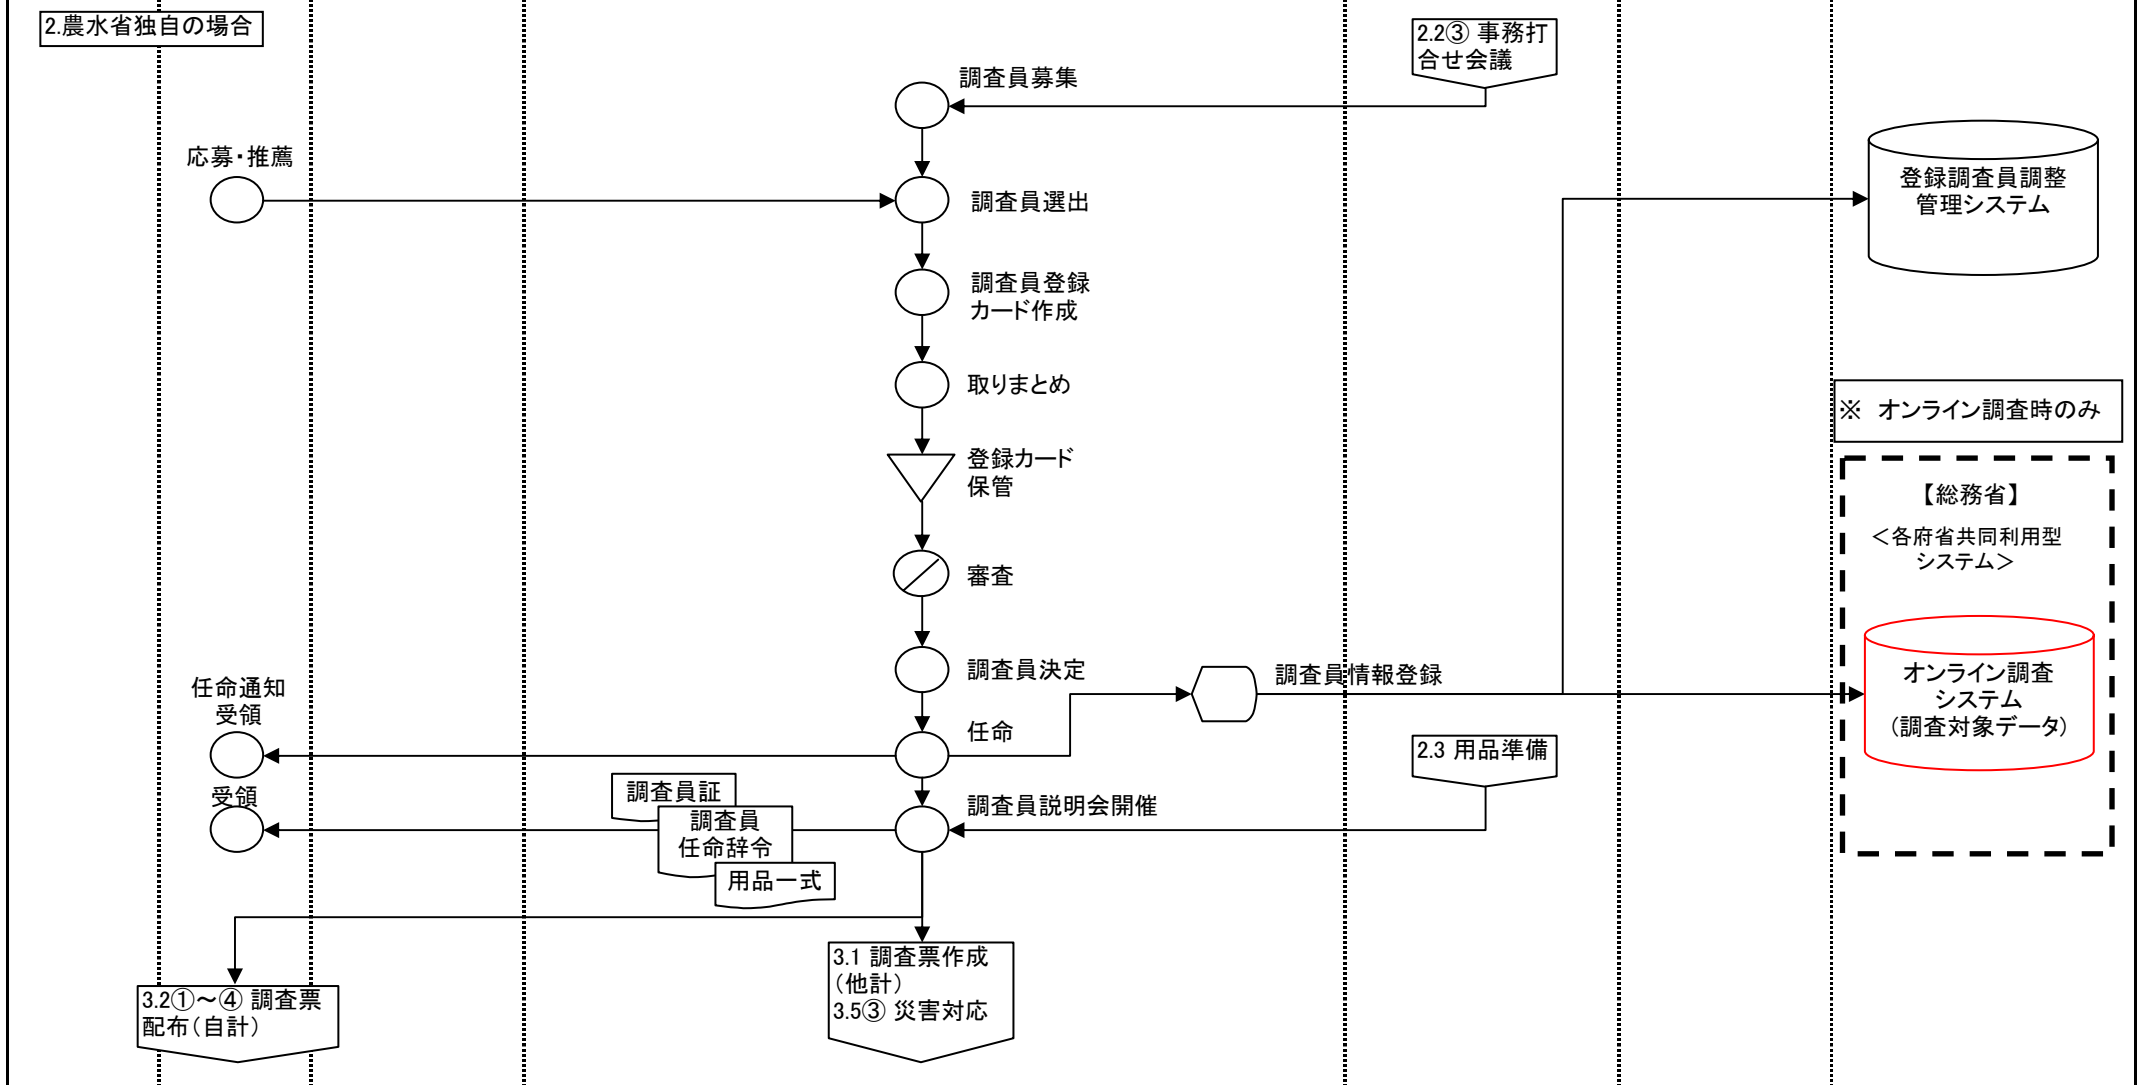 2.農水省独自の場合
2.2③ 事務打
合せ会議
調査員募集
応募・推薦
調査員選出
登録調査員調整
管理システム
調査員登録
カード作成
取りまとめ
※ オンライン調査時のみ
登録カード
保管
【総務省】
＜各府省共同利用型
システム＞
審査
調査員決定
調査員情報登録
オンライン調査
システム
（調査対象データ）
任命通知
受領
任命
2.3 用品準備
受領
調査員証
調査員
任命辞令
用品一式
調査員説明会開催
3.1 調査票作成
（他計）
3.5③ 災害対応
3.2①～④ 調査票
配布（自計）